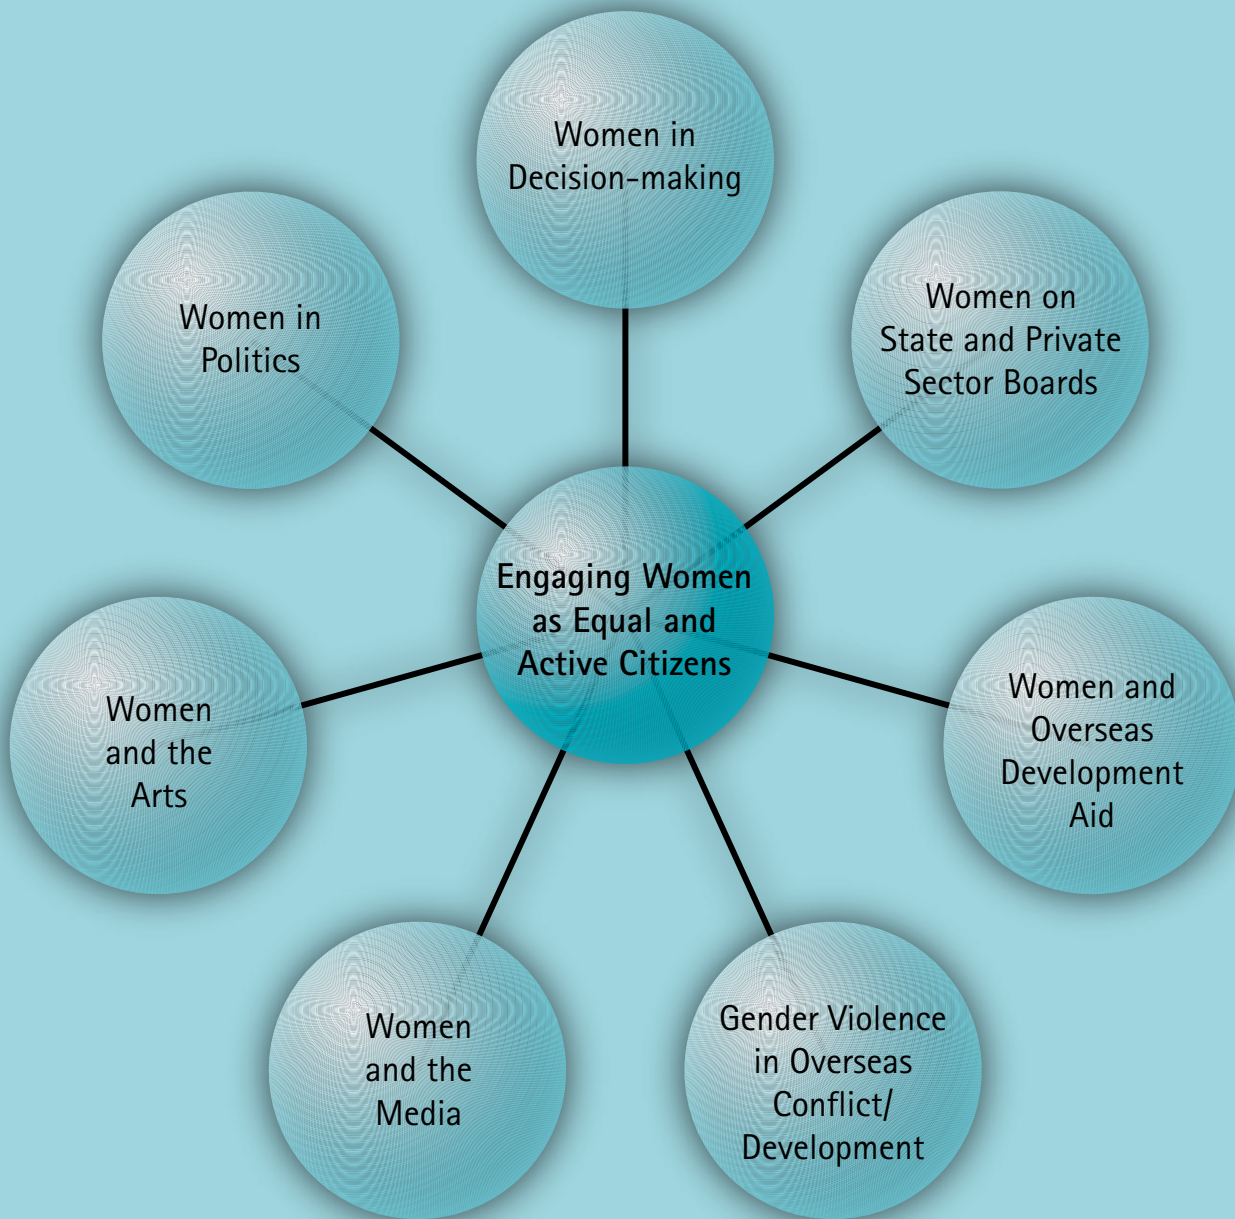 Women in
Decision-making
Women in
Politics
Women on
State and Private
Sector Boards
Engaging Women
as Equal and
Active Citizens
Women
and the
Arts
Women and
Overseas
Development
Aid
Women
and the
Media
Gender Violence
in Overseas
Conflict/
Development